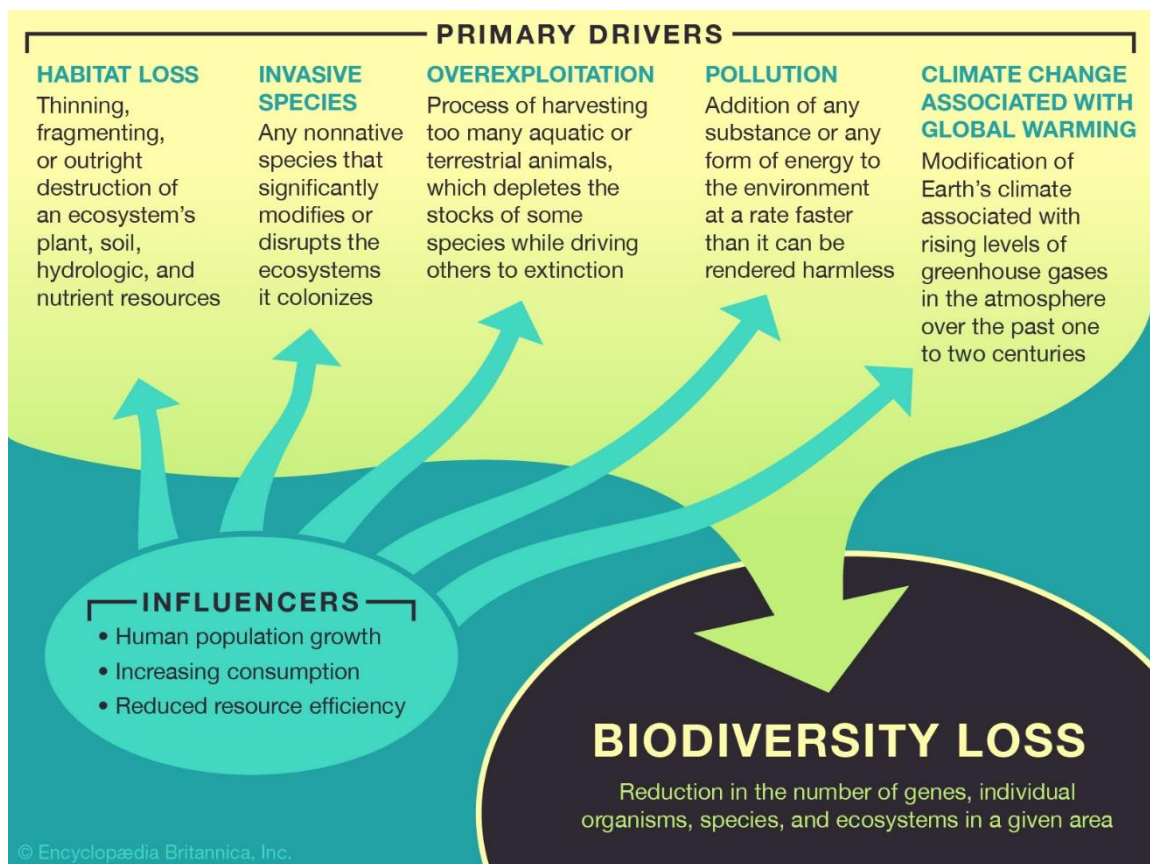 PRIMARY DRIVERS
HABITAT LOSS
Thinning,
fragmenting,
or outright
destruction of
an ecosystem's
plant, soil,
hydrologic, and
nutrient resources
INVASIVE
SPECIES
Any nonnative
species that
significantly
modifies or
disrupts the
ecosystems
it colonizes
OVEREXPLOITATION
Process of harvesting
too many aquatic or
terrestrial animals,
which depletes the
stocks of some
species while driving
others to extinction
POLLUTION
Addition of any
substance or any
form of energy to
the environment
at a rate faster
than it can be
rendered harmless
CLIMATE CHANGE
ASSOCIATED WITH
GLOBAL WARMING
Modification of
Earth's climate
associated with
rising levels of
greenhouse gases
in the atmosphere
over the past one
to two centuries
INFLUENCERS
• Human population growth
• Increasing consumption
• Reduced resource efficiency
BIODIVERSITY LOSS
Reduction in the number of genes, individual
organisms, species, and ecosystems in a given area
© Encyclopædia Britannica, Inc.